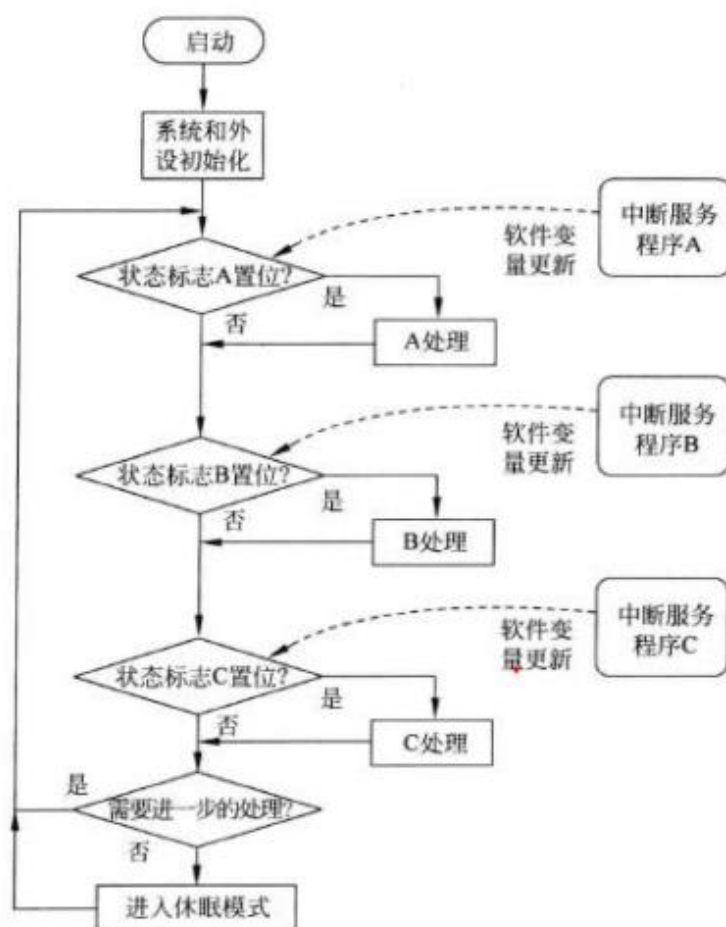 启动
系统和外
设初始化
中断服务
程序A
软件变
量更新
状态标志A置位?
是
否
A处理
中断服务
程序B
软件变
量更新
状态标志B置位?
是
否
B处理
中断服务
程序C
软件变
量更新
状态标志C置位?
是
否
C处理
是
需要进一步的处理?
否
进入休眠模式